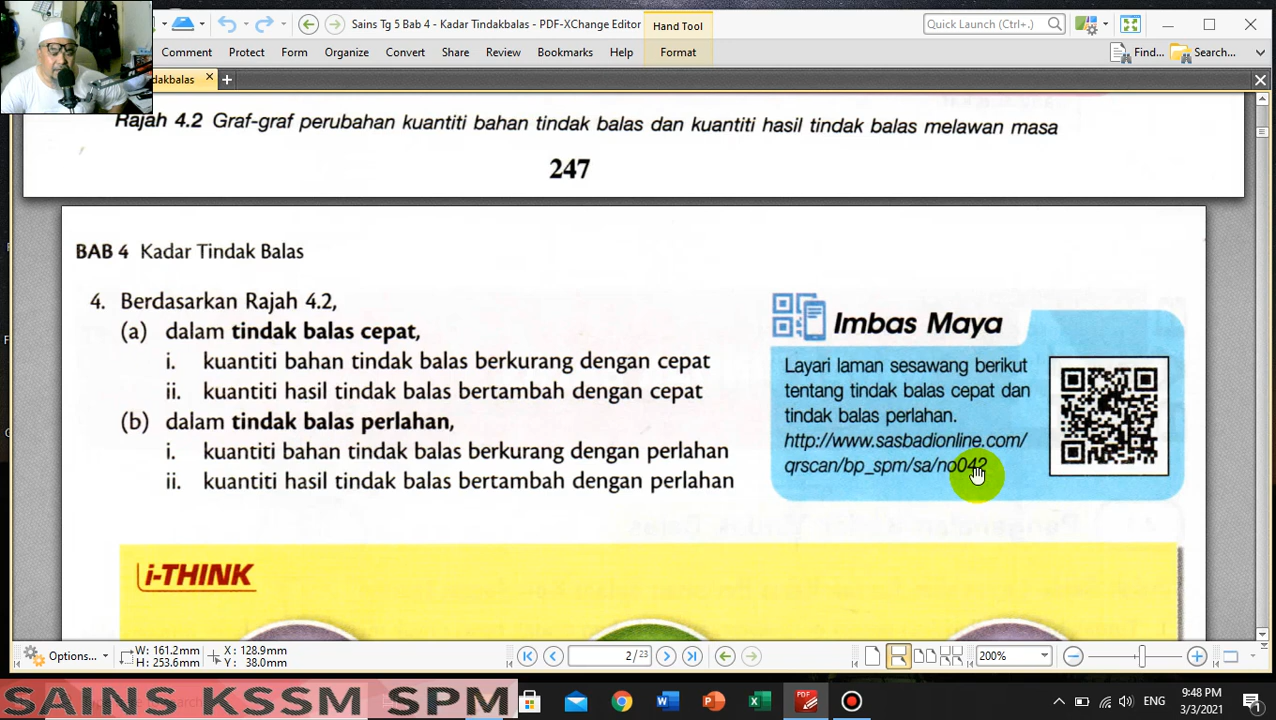 Sains Tg 5 Bab 4 - Kadar Tindakbalas - PDF-XChange Editor
Hand Tool
Quick Launch (Ctrl+.)
Comment Protect Form Organize Convert Share Review Bookmarks Help Format
Find... Search...
dakbalas
Rajah 4.2 Graf-graf perubahan kuantiti bahan tindak balas dan kuantiti hasil tindak balas melawan masa
247
BAB 4 Kadar Tindak Balas
4. Berdasarkan Rajah 4.2,
(a) dalam tindak balas cepat,
i. kuantiti bahan tindak balas berkurang dengan cepat
ii. kuantiti hasil tindak balas bertambah dengan cepat
(b) dalam tindak balas perlahan,
i. kuantiti bahan tindak balas berkurang dengan perlahan
ii. kuantiti hasil tindak balas bertambah dengan perlahan
Imbas Maya
Layari laman sesawang berikut
tentang tindak balas cepat dan
tindak balas perlahan.
http://www.sasbadionline.com/
qrscan/bp_spm/sa/no042
i-THINK
Options...
W: 161.2mm X: 128.9mm
H: 253.6mm Y: 38.0mm
2 / 23
200%
SAINS KSSM SPM
ENG
9:48 PM
3/3/2021
1